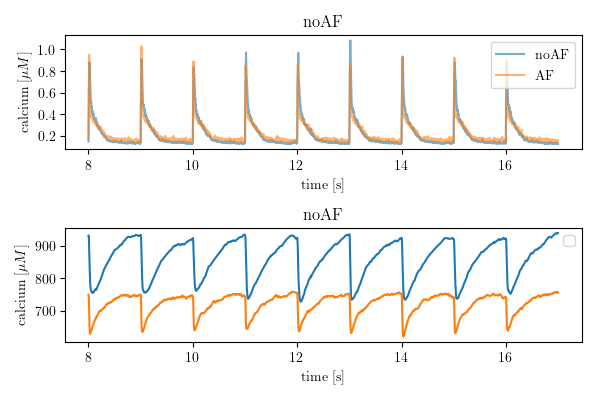 noAF
calcium [μM]
1.0
0.8
0.6
0.4
0.2
noAF
AF
8 10 12 14 16
time [s]
noAF
calcium [μM]
900
800
700
8 10 12 14 16
time [s]